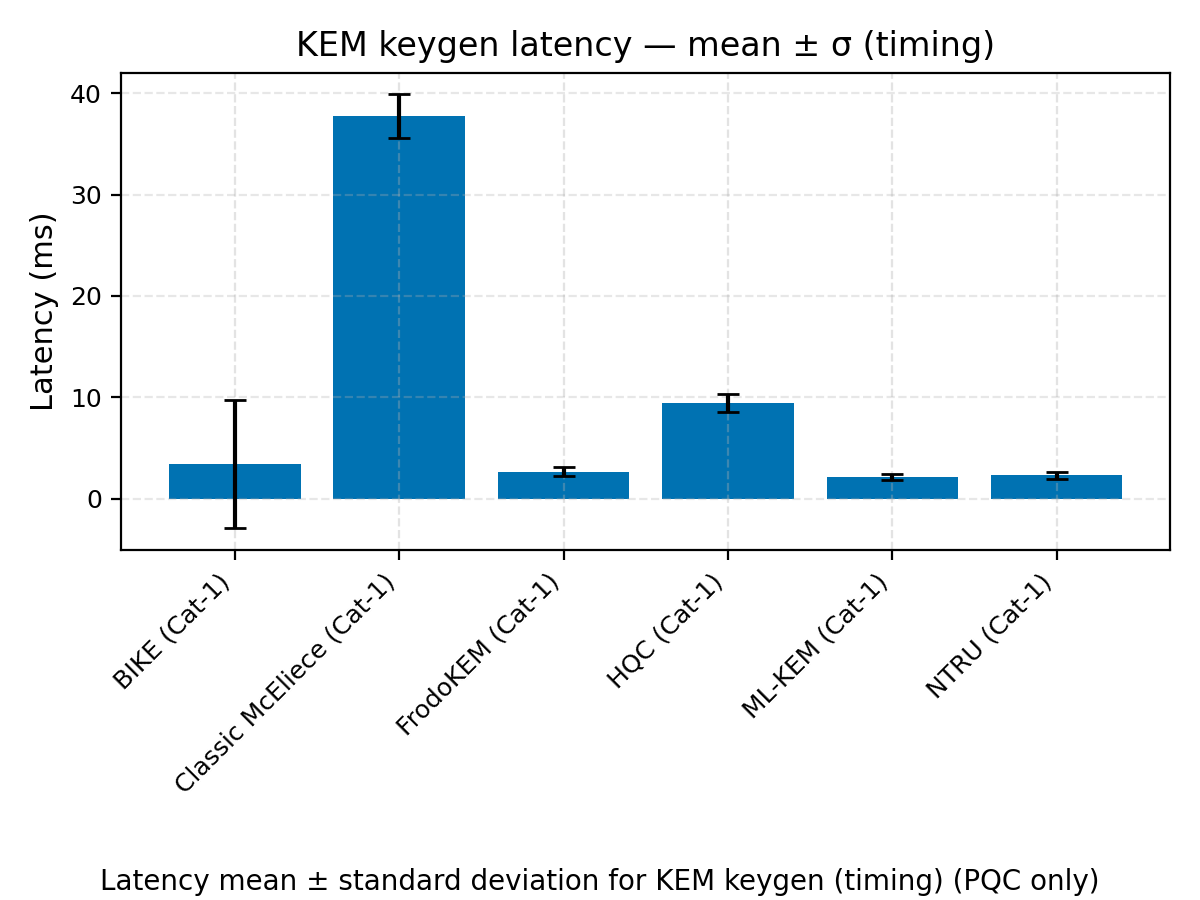 KEM keygen latency — mean ± σ (timing)
Latency (ms)
40
30
20
10
0
BIKE (Cat-1)
Classic McEliece (Cat-1)
FrodoKEM (Cat-1)
HQC (Cat-1)
ML-KEM (Cat-1)
NTRU (Cat-1)
Latency mean ± standard deviation for KEM keygen (timing) (PQC only)